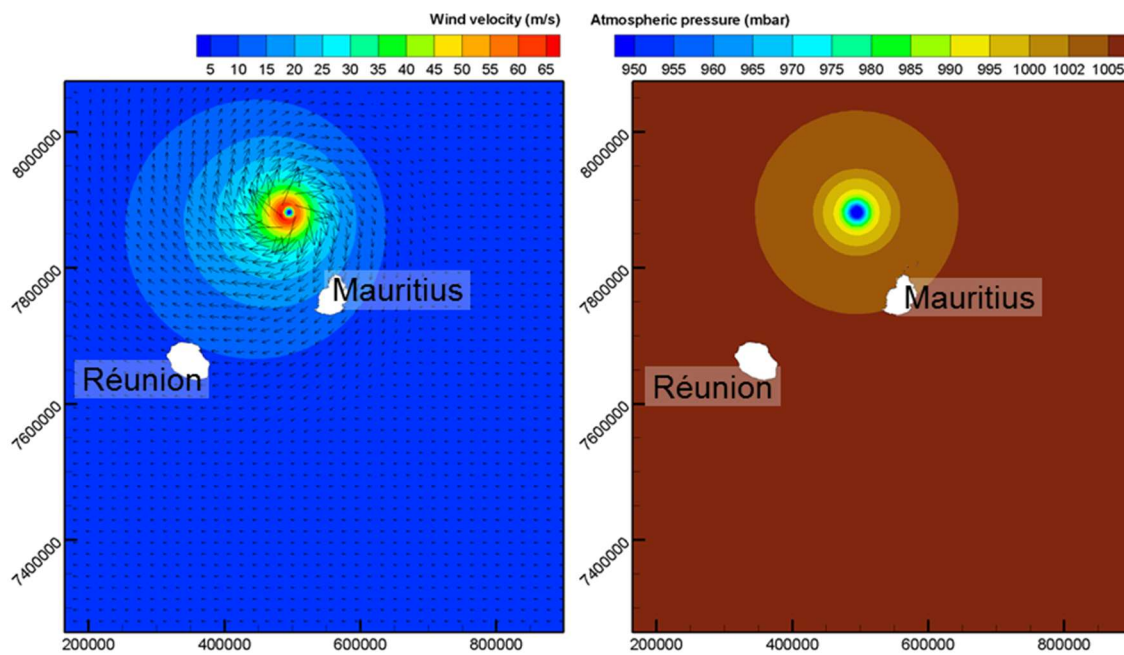 Wind velocity (m/s)
5 10 15 20 25 30 35 40 45 50 55 60 65
8000000
7800000
7600000
7400000
Mauritius
Réunion
200000 400000 600000 800000
Atmospheric pressure (mbar)
950 955 960 965 970 975 980 985 990 995 1000 1002 1005
8000000
7800000
7600000
7400000
Mauritius
Réunion
200000 400000 600000 800000